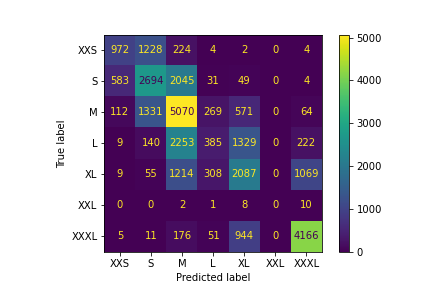 XXS 972 1228 224 4 2 0 4
S 583 2694 2045 31 49 0 4
M 112 1331 5070 269 571 0 64
L 9 140 2253 385 1329 0 222
XL 9 55 1214 308 2087 0 1069
XXL 0 0 2 1 8 0 10
XXXL 5 11 176 51 944 0 4166
XXS S M L XL XXL XXXL
Predicted label
True label
5000
4000
3000
2000
1000
0